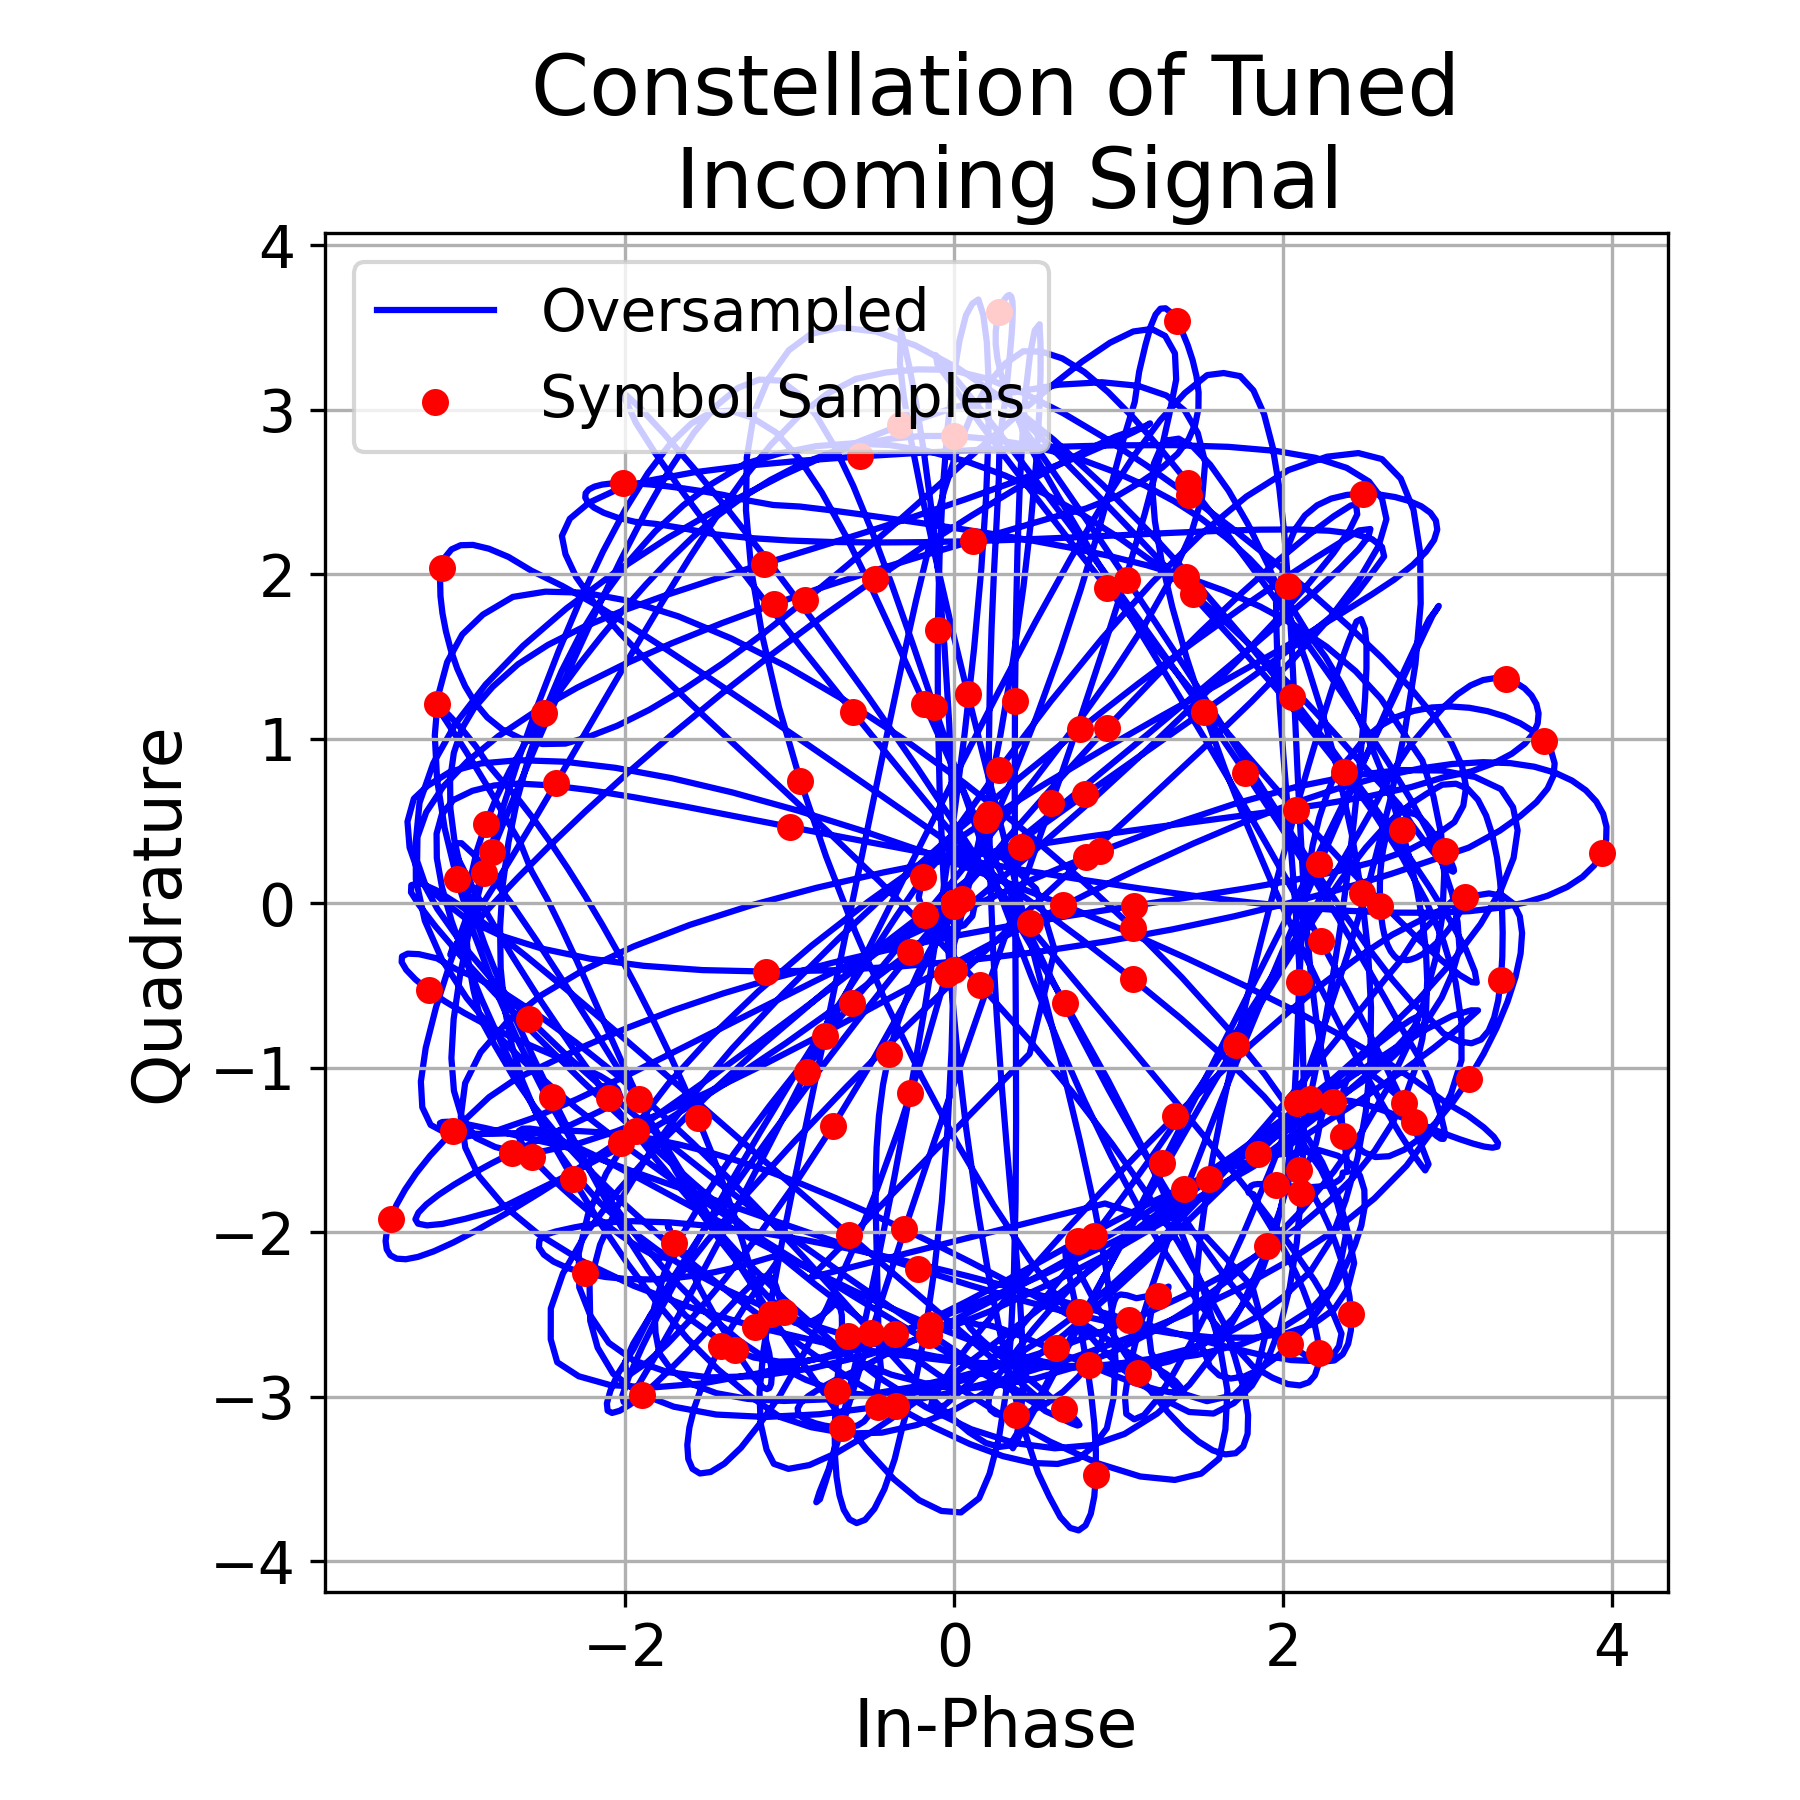 Constellation of Tuned
Incoming Signal
Oversampled
Symbol Samples
4
3
2
1
0
−1
−2
−3
−4
Quadrature
−2 0 2 4
In-Phase